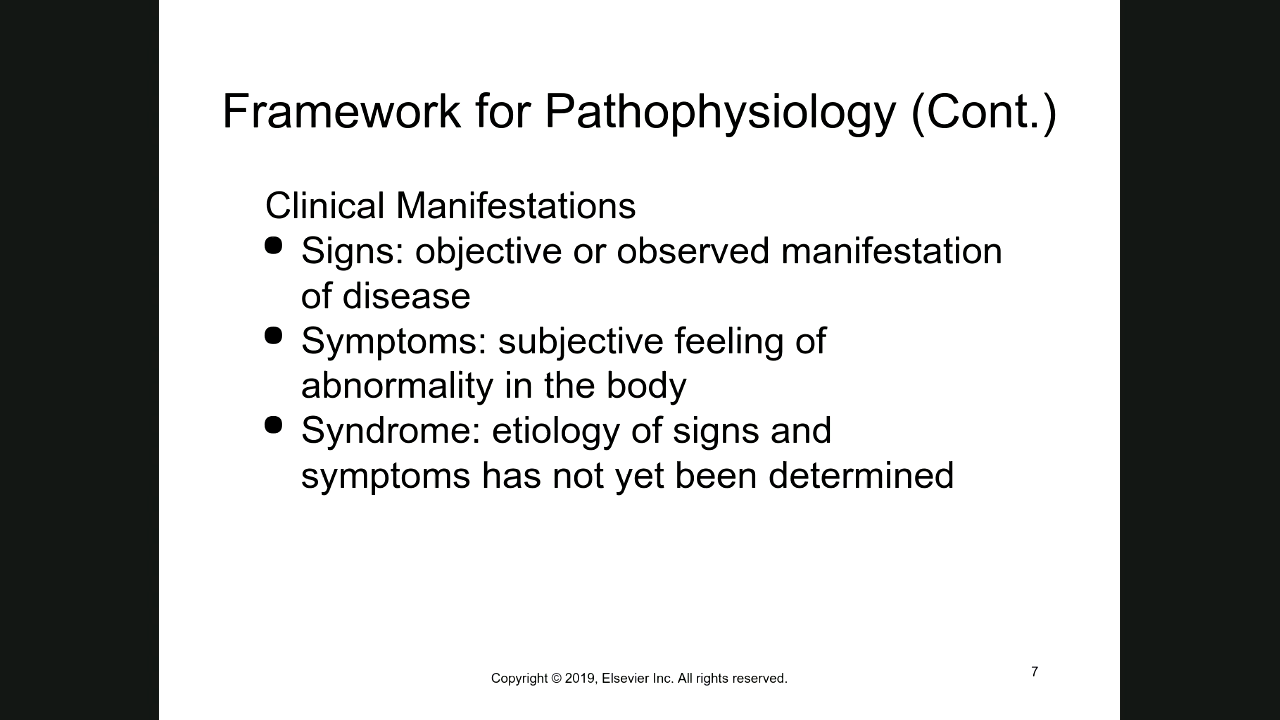 Framework for Pathophysiology (Cont.)
Clinical Manifestations
• Signs: objective or observed manifestation
of disease
• Symptoms: subjective feeling of
abnormality in the body
• Syndrome: etiology of signs and
symptoms has not yet been determined
Copyright © 2019, Elsevier Inc. All rights reserved.
7